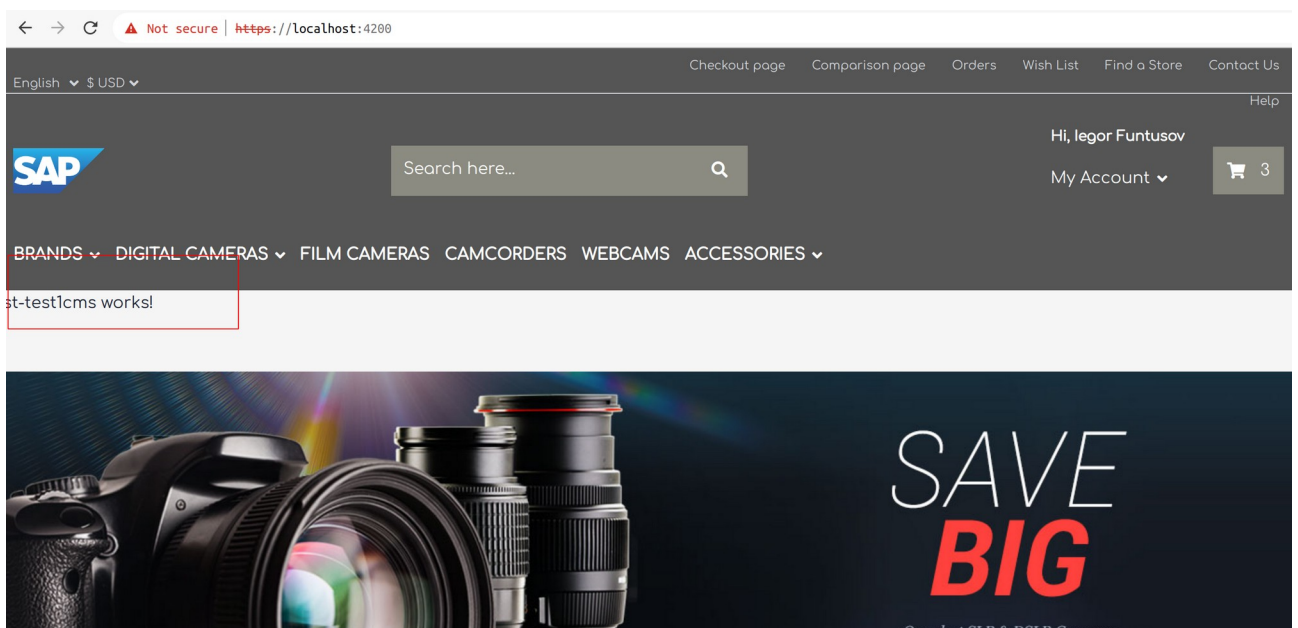 Not secure | https://localhost:4200
Checkout page Comparison page Orders Wish List Find a Store Contact Us
English $ USD
Help
Hi, Iegor Funtusov
SAP
Search here...
My Account
3
BRANDS DIGITAL CAMERAS FILM CAMERAS CAMCORDERS WEBCAMS ACCESSORIES
st-test1cms works!
SAVE
BIG